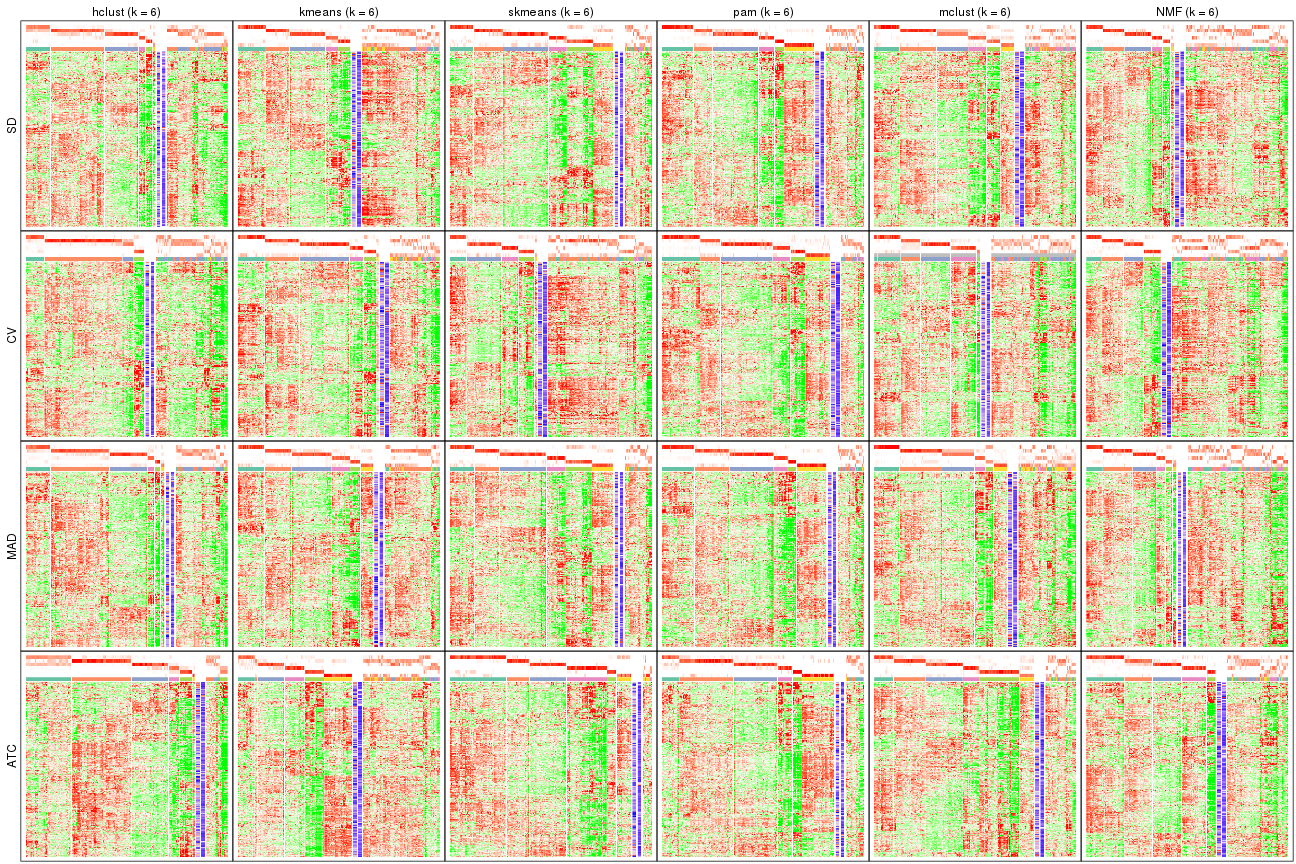 hclust (k = 6) kmeans (k = 6) skmeans (k = 6) pam (k = 6) mclust (k = 6) NMF (k = 6)
SD
CV
MAD
ATC